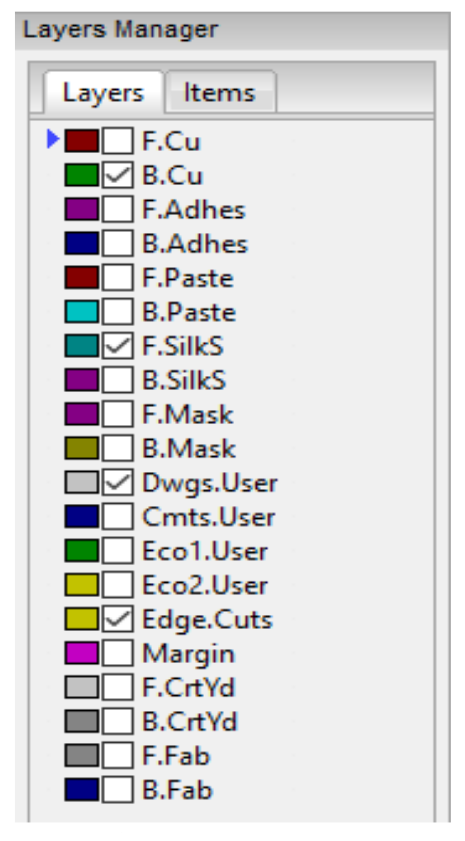 Layers Manager
Layers Items
F.Cu
B.Cu
F.Adhes
B.Adhes
F.Paste
B.Paste
F.SilkS
B.SilkS
F.Mask
B.Mask
Dwgs.User
Cmts.User
Eco1.User
Eco2.User
Edge.Cuts
Margin
F.CrtYd
B.CrtYd
F.Fab
B.Fab